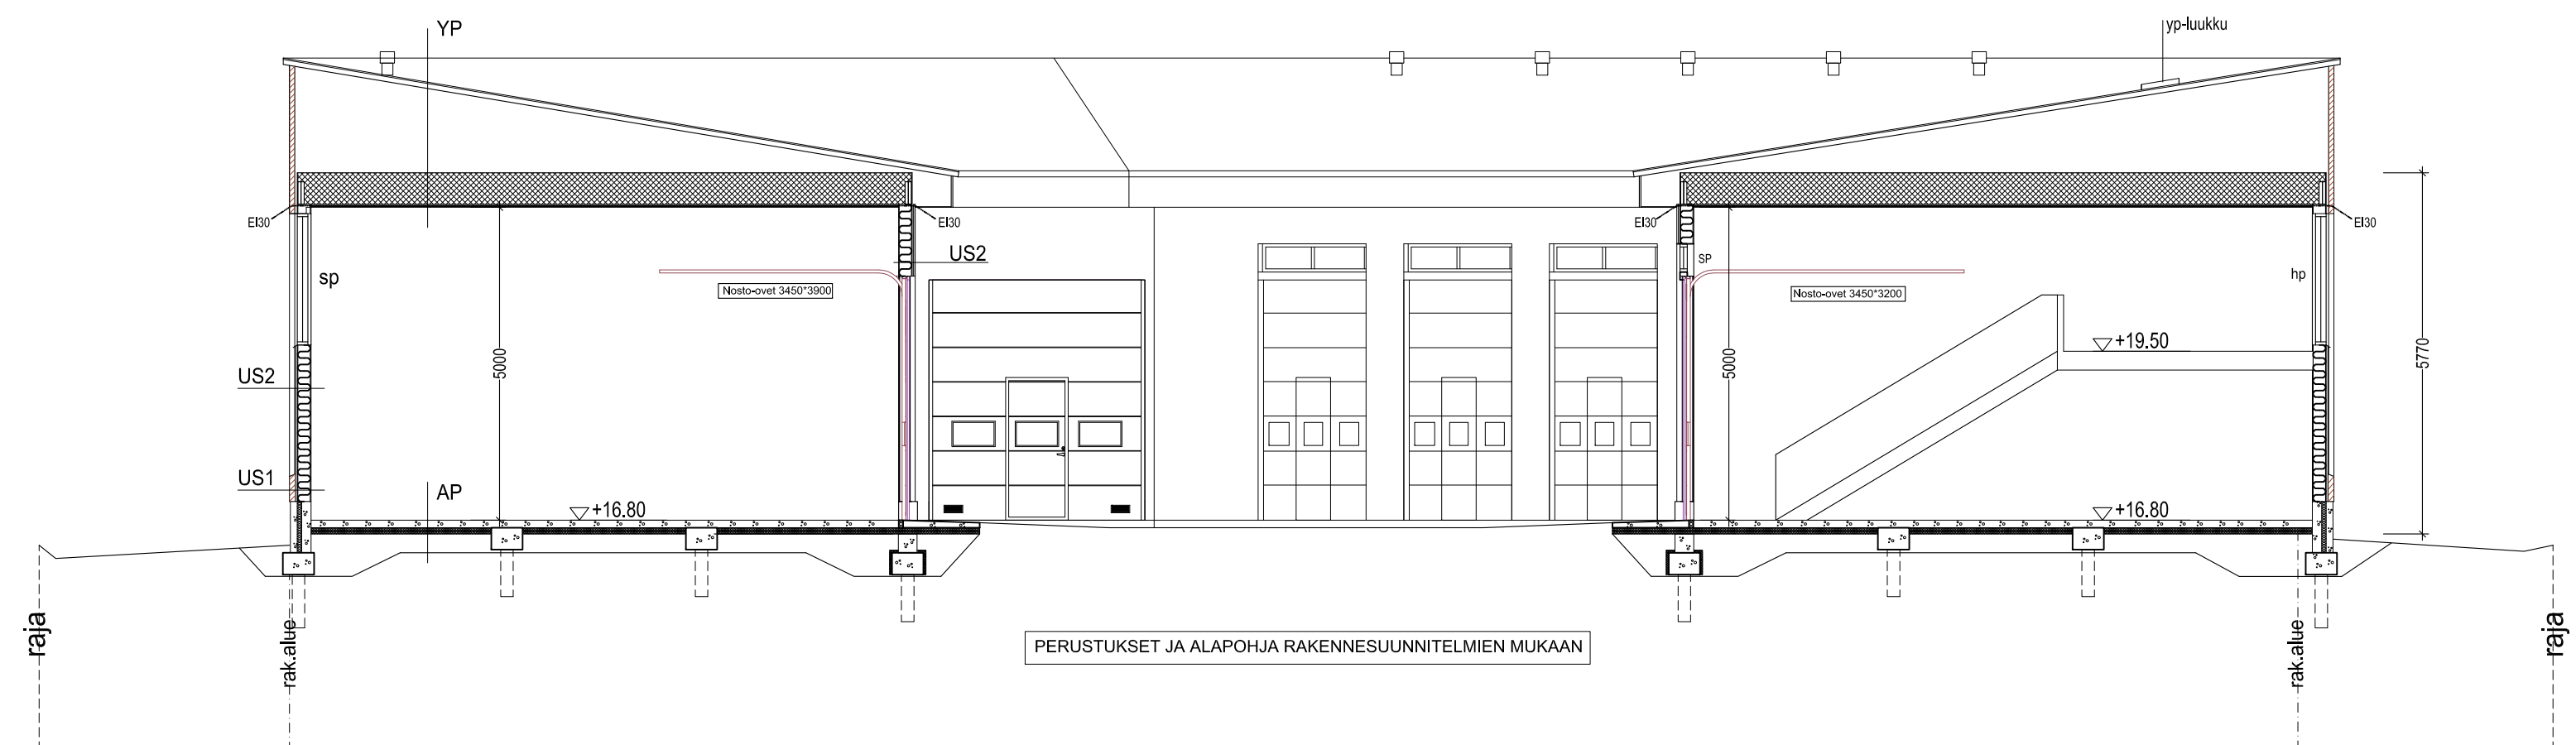 YP
yp-luukku
EI30
EI30
EI30
EI30
US2
sp
SP
hp
Nosto-ovet 3450*3900
Nosto-ovet 3450*3200
5000
5000
+19.50
5770
US2
US1
AP
+16.80
+16.80
raja
rak.alue
PERUSTUKSET JA ALAPOHJA RAKENNESUUNNITELMIEN MUKAAN
rak.alue
raja